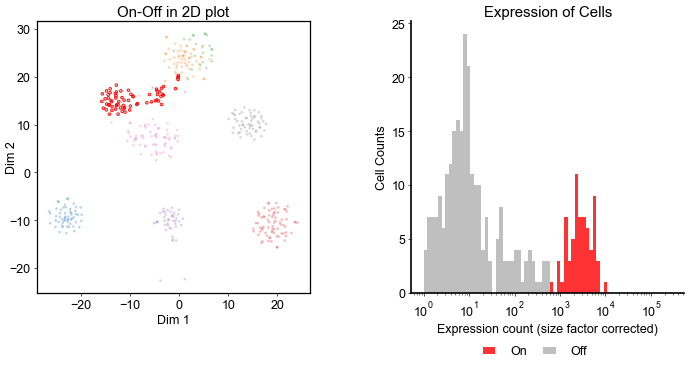 On-Off in 2D plot
30
20
10
0
−10
−20
Dim 2
−20 −10 0 10 20
Dim 1
Expression of Cells
25
20
15
10
5
0
Cell Counts
10^0 10^1 10^2 10^3 10^4 10^5
Expression count (size factor corrected)
On Off